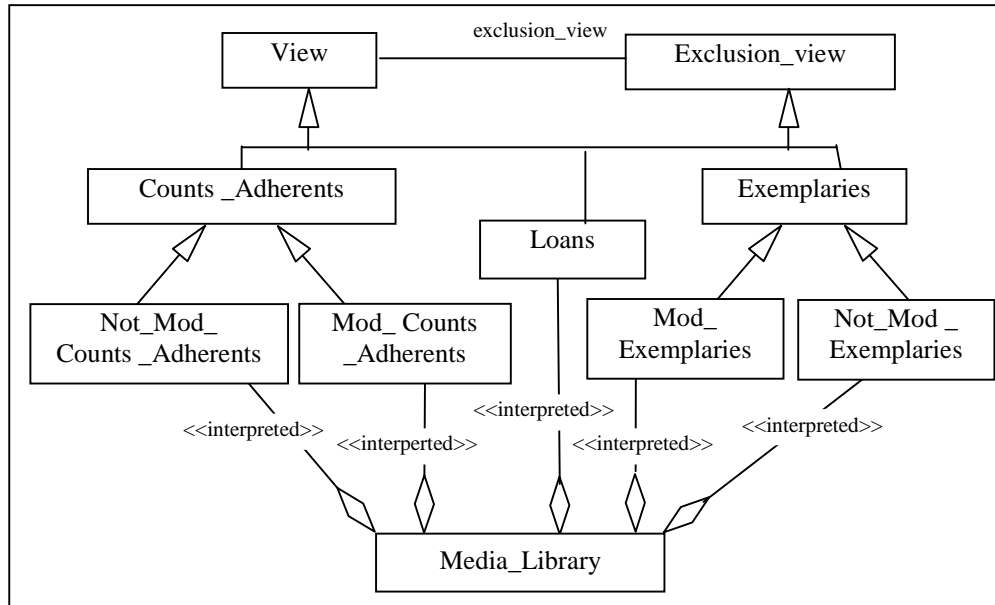 exclusion_view
View
Exclusion_view
Counts _Adherents
Exemplaries
Loans
Not_Mod_
Counts _Adherents
Mod_ Counts
_Adherents
Mod_
Exemplaries
Not_Mod _
Exemplaries
<<interpreted>>
<<interperted>>
<<interpreted>>
<<interpreted>>
<<interpreted>>
Media_Library